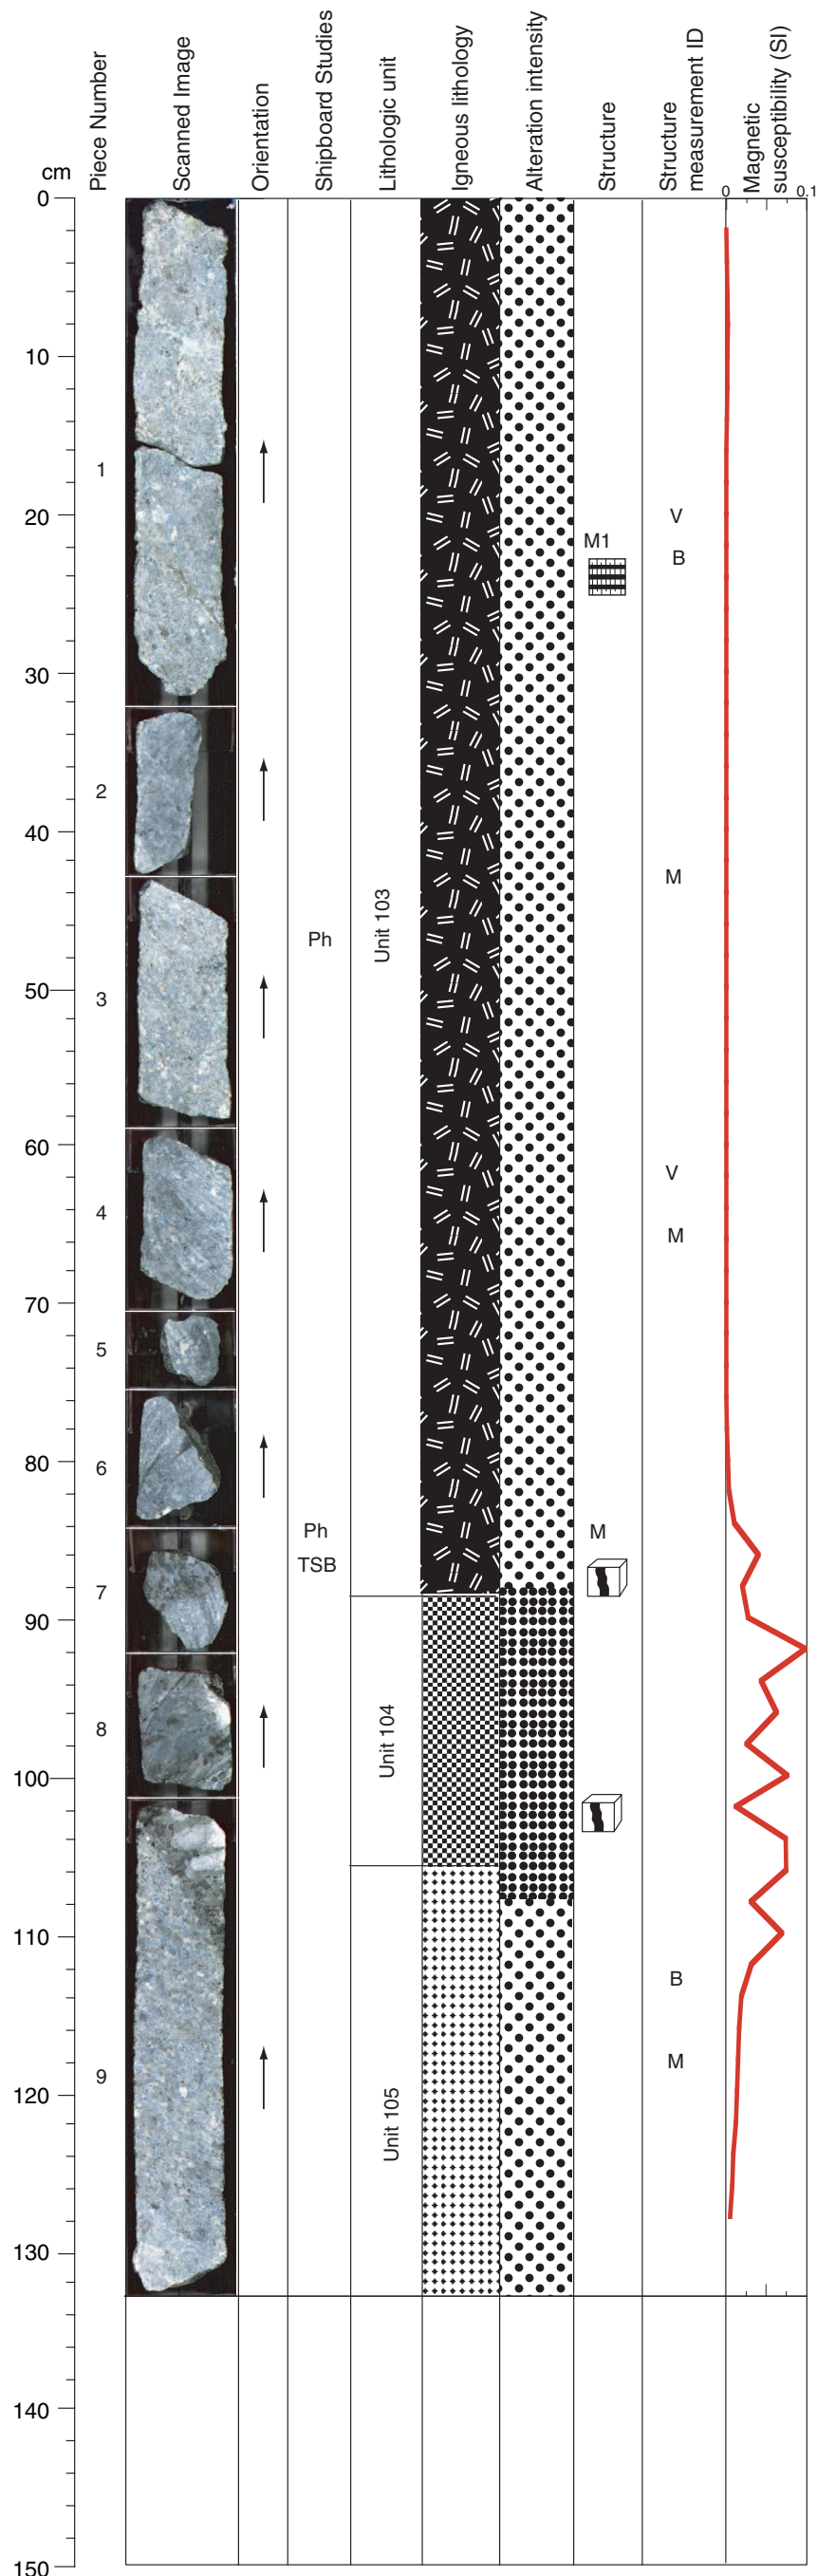 cm
Piece Number
Scanned Image
Orientation
Shipboard Studies
Lithologic unit
Igneous lithology
Alteration intensity
Structure
Structure
measurement ID
Magnetic
susceptibility (SI)
0
0.1
0
10
1
20
V
M1
B
30
2
40
M
Ph
Unit 103
50
3
60
V
4
M
70
5
80
6
Ph
M
TSB
7
90
8
Unit 104
100
110
B
M
9
120
Unit 105
130
140
150